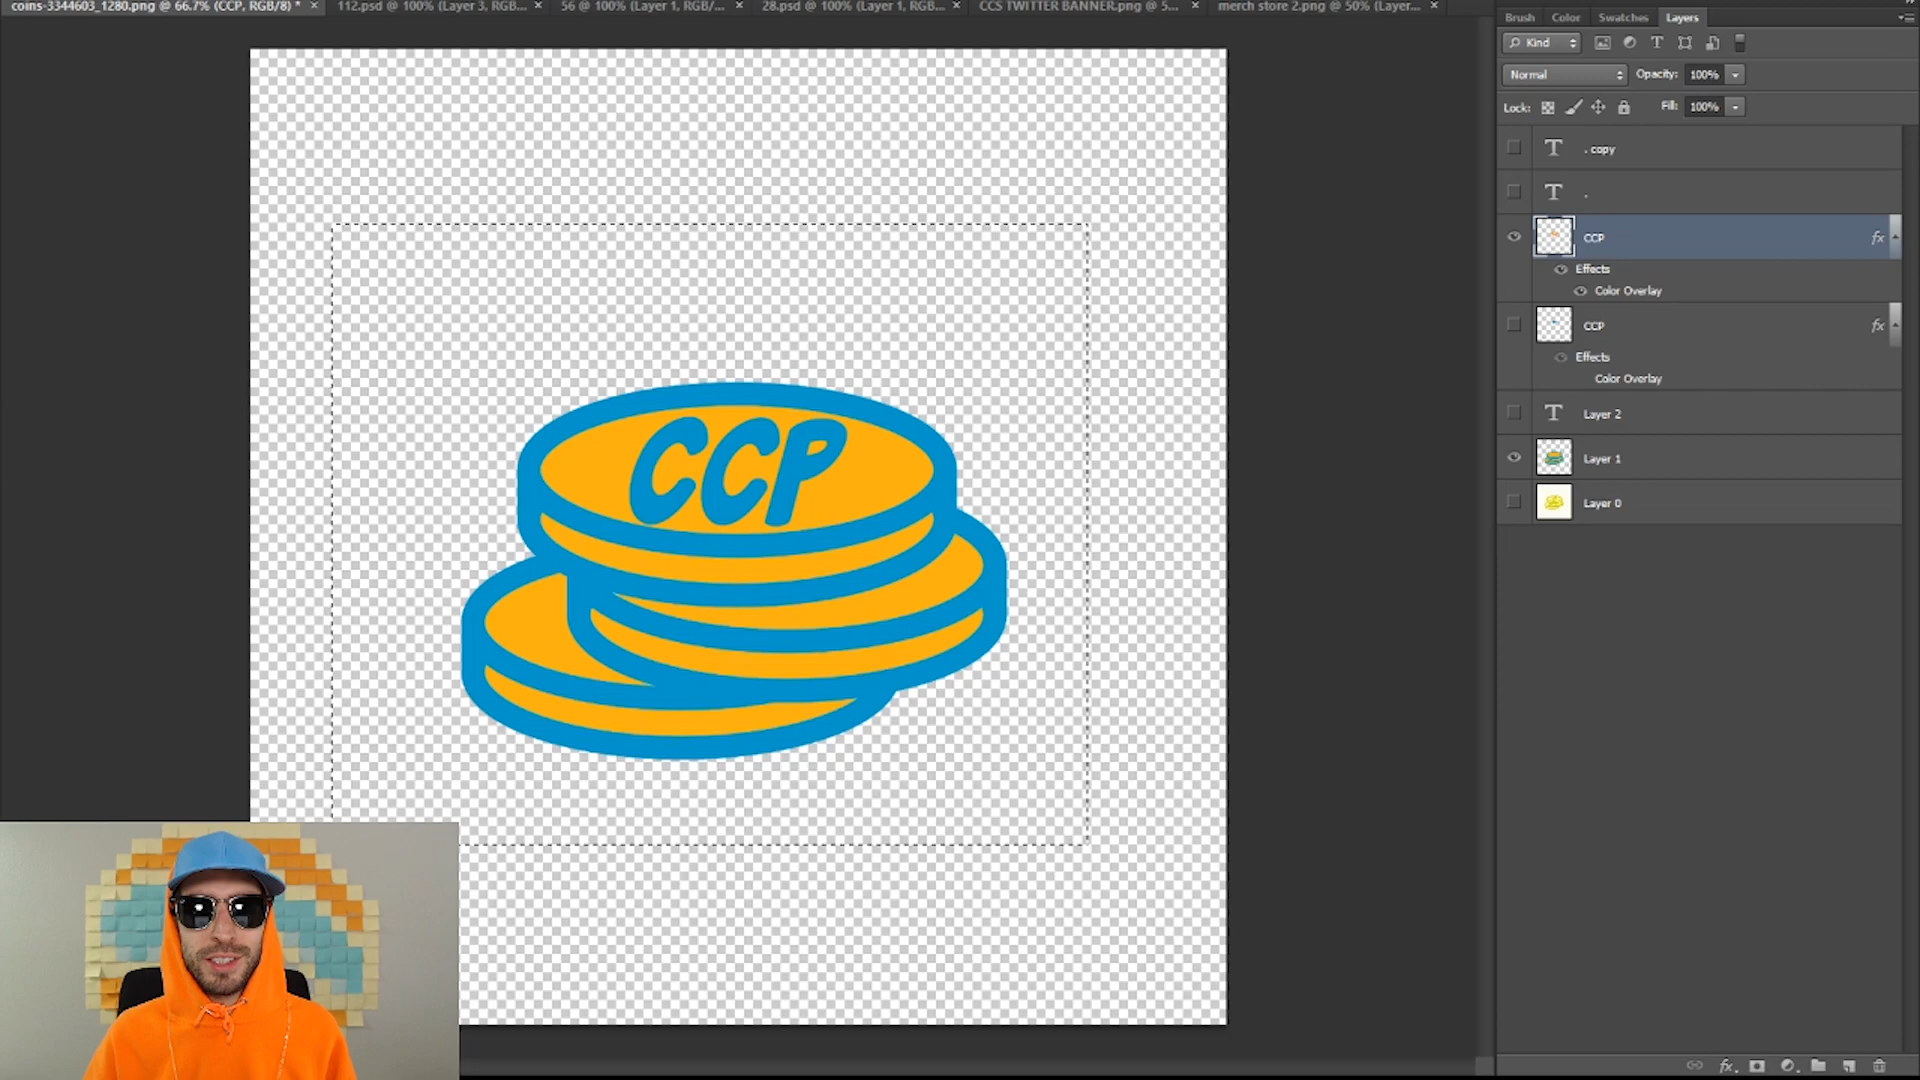 coins-3344603_1280.png @ 66.7% (CCP, RGB/8) *
112.psd @ 100% (Layer 3, RGB...
56 @ 100% (Layer 1, RGB/...
28.psd @ 100% (Layer 1, RGB...
CCS TWITTER BANNER.png @ 5...
merch store 2.png @ 50% (Layer...
Brush Color Swatches Layers
Kind
Normal Opacity: 100%
Lock: Fill: 100%
T . copy
T .
CCP fx
Effects
Color Overlay
CCP fx
Effects
Color Overlay
T Layer 2
Layer 1
Layer 0
CCP
fx.